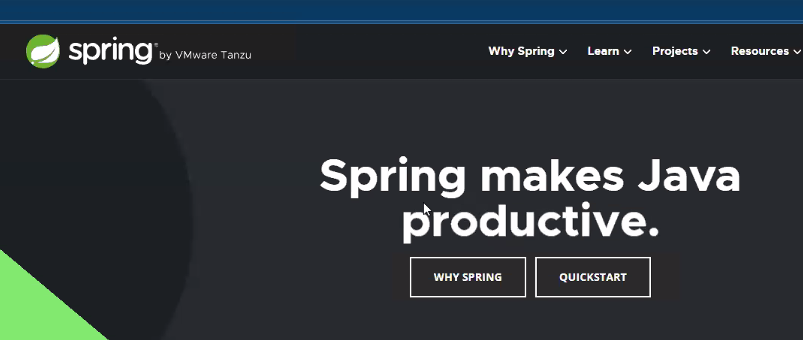 spring® by VMware Tanzu
Why Spring Learn Projects Resources
Spring makes Java
productive.
WHY SPRING QUICKSTART